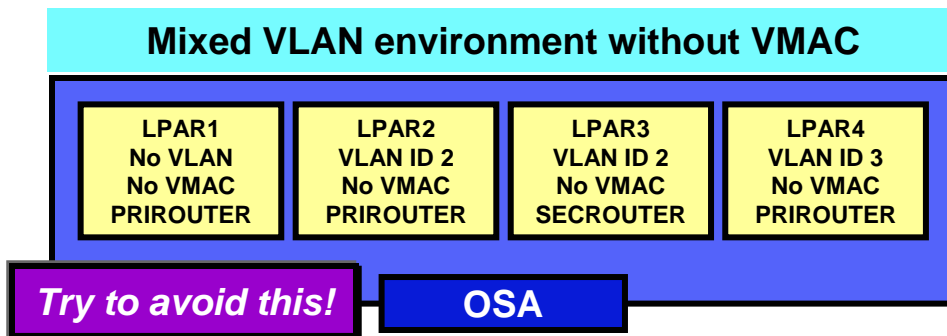 Mixed VLAN environment without VMAC
LPAR1
No VLAN
No VMAC
PRIROUTER
LPAR2
VLAN ID 2
No VMAC
PRIROUTER
LPAR3
VLAN ID 2
No VMAC
SECROUTER
LPAR4
VLAN ID 3
No VMAC
PRIROUTER
Try to avoid this!
OSA